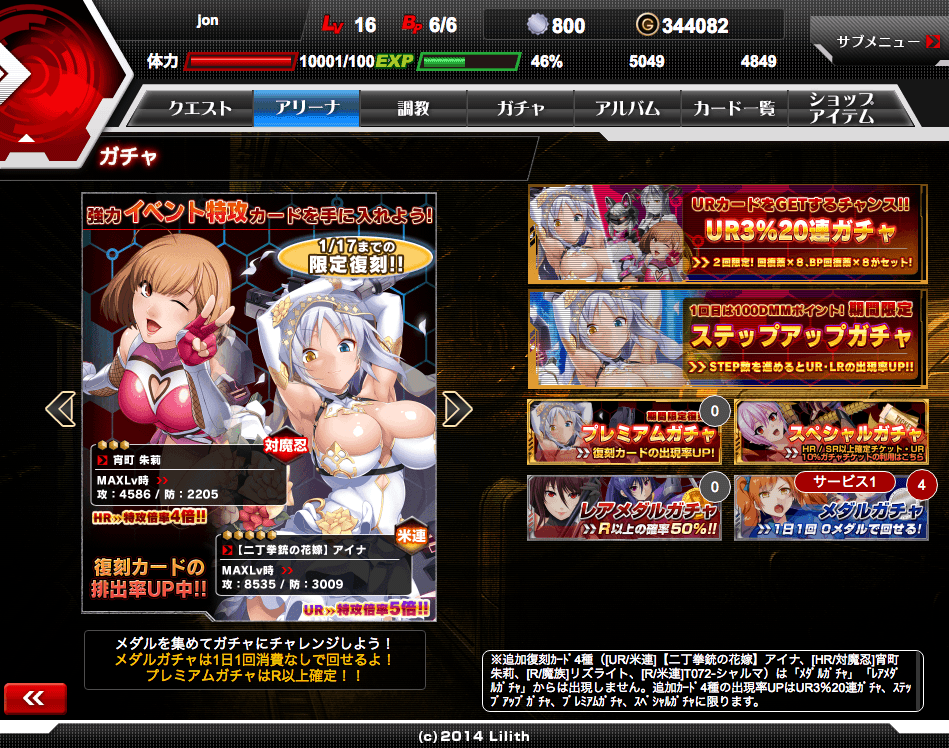 jon
Lv 16
BP 6/6
800
G 344082
サブメニュー
体力 10001/100
EXP 46%
5049
4849
クエスト
アリーナ
調教
ガチャ
アルバム
カード一覧
ショップ
アイテム
ガチャ
強力イベント特攻カードを手に入れよう!
1/17までの
限定復刻!!
対魔忍
宵町 朱莉
MAXLv時
攻:4586 / 防:2205
HR>>特攻倍率4倍!!
米連
【二丁拳銃の花嫁】アイナ
MAXLv時
攻:8535 / 防:3009
UR>>特攻倍率5倍!!
復刻カードの
排出率UP中!!
URカードをGETするチャンス!!
UR3%20連ガチャ
>>2回限定! 回復薬×8、BP回復薬×8がセット!
1回目は100DMMポイント! 期間限定
ステップアップガチャ
>>STEP数を進めるとUR・LRの出現率UP!!
0
期間限定復刻
プレミアムガチャ
>>復刻カードの出現率UP!
スペシャルガチャ
>>HR / SR以上確定チケット・UR
10%ガチャチケットの利用はこちら
0
レアメダルガチャ
>>R以上の確率50%!!
サービス1
4
メダルガチャ
>>1日1回 0メダルで回せる!
メダルを集めてガチャにチャレンジしよう!
メダルガチャは1日1回消費なしで回せるよ!
プレミアムガチャはR以上確定!!
※追加復刻ｶｰﾄﾞ4種（[UR/米連]【二丁拳銃の花嫁】アイナ、[HR/対魔忍]宵町
朱莉、[R/魔族]リズライト、[R/米連]T072-シャルマ）は「ﾒﾀﾞﾙｶﾞﾁｬ」「ﾚｱﾒﾀﾞ
ﾙｶﾞﾁｬ」からは出現しません。追加ｶｰﾄﾞ4種の出現率UPはUR3%20連ｶﾞﾁｬ、ｽﾃｯ
ﾌﾟｱｯﾌﾟｶﾞﾁｬ、ﾌﾟﾚﾐｱﾑｶﾞﾁｬ、ｽﾍﾟｼｬﾙｶﾞﾁｬに限ります。
(c)2014 Lilith